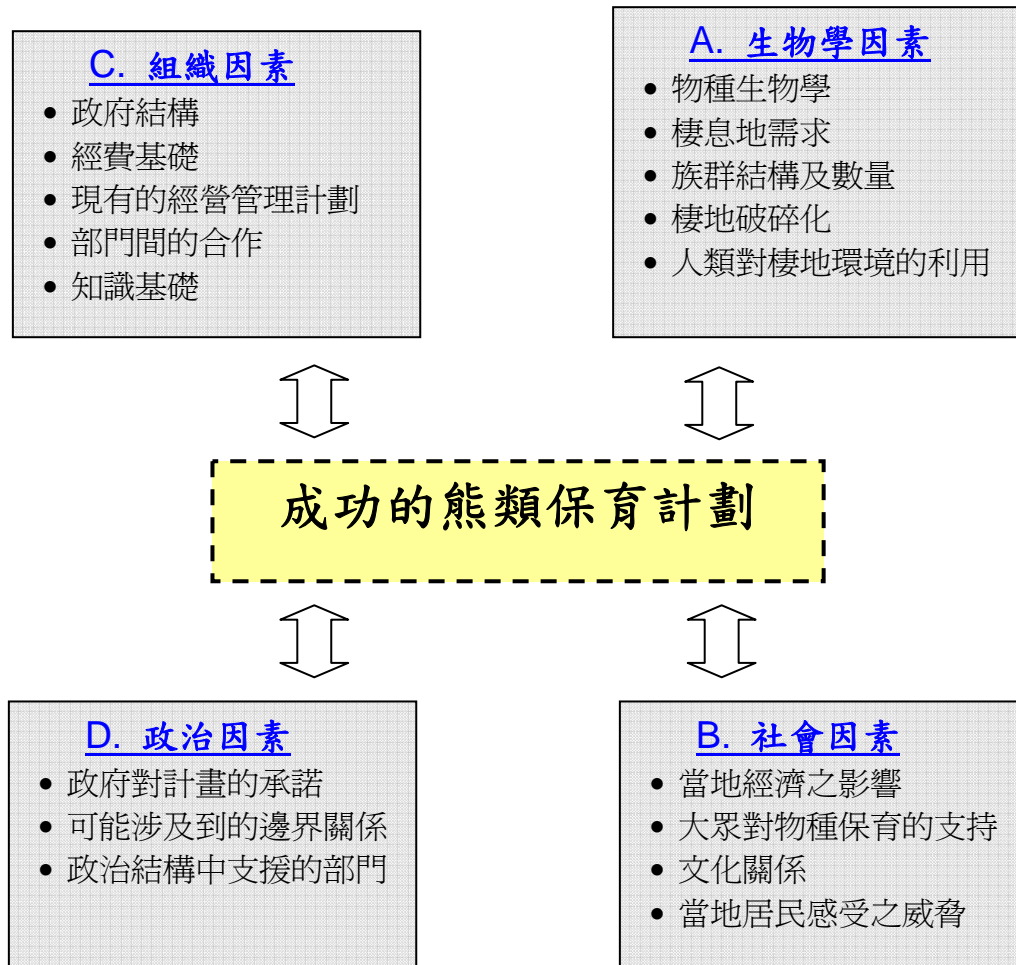 C. 組織因素
• 政府結構
• 經費基礎
• 現有的經營管理計劃
• 部門間的合作
• 知識基礎
A. 生物學因素
• 物種生物學
• 棲息地需求
• 族群結構及數量
• 棲地破碎化
• 人類對棲地環境的利用
成功的熊類保育計劃
D. 政治因素
• 政府對計畫的承諾
• 可能涉及到的邊界關係
• 政治結構中支援的部門
B. 社會因素
• 當地經濟之影響
• 大眾對物種保育的支持
• 文化關係
• 當地居民感受之威脅